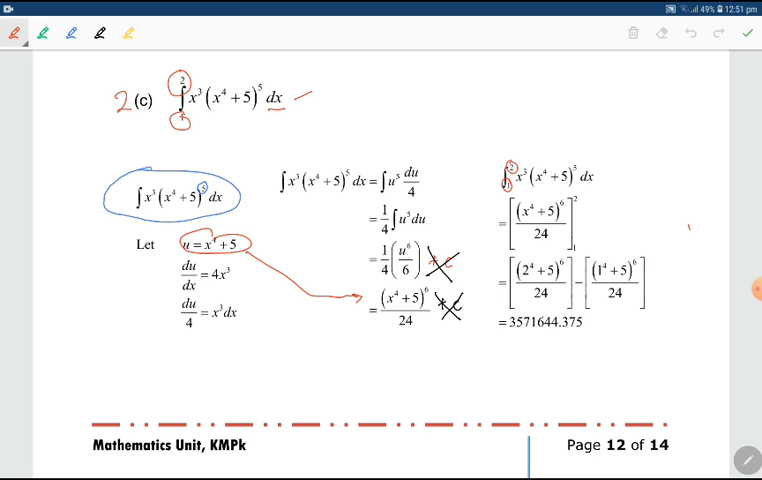 49% 12:51 pm
2 (c) ∫₁² x³ (x⁴ + 5)⁵ dx
∫ x³ (x⁴ + 5)⁵ dx
Let u = x⁴ + 5
du/dx = 4x³
du/4 = x³ dx
∫ x³ (x⁴ + 5)⁵ dx = ∫ u⁵ du/4
= 1/4 ∫ u⁵ du
= 1/4 (u⁶/6) + c
= (x⁴ + 5)⁶/24 + c
∫₁² x³ (x⁴ + 5)⁵ dx
= [(x⁴ + 5)⁶/24]₁²
= [(2⁴ + 5)⁶/24] − [(1⁴ + 5)⁶/24]
= 3571644.375
Mathematics Unit, KMPk
Page 12 of 14